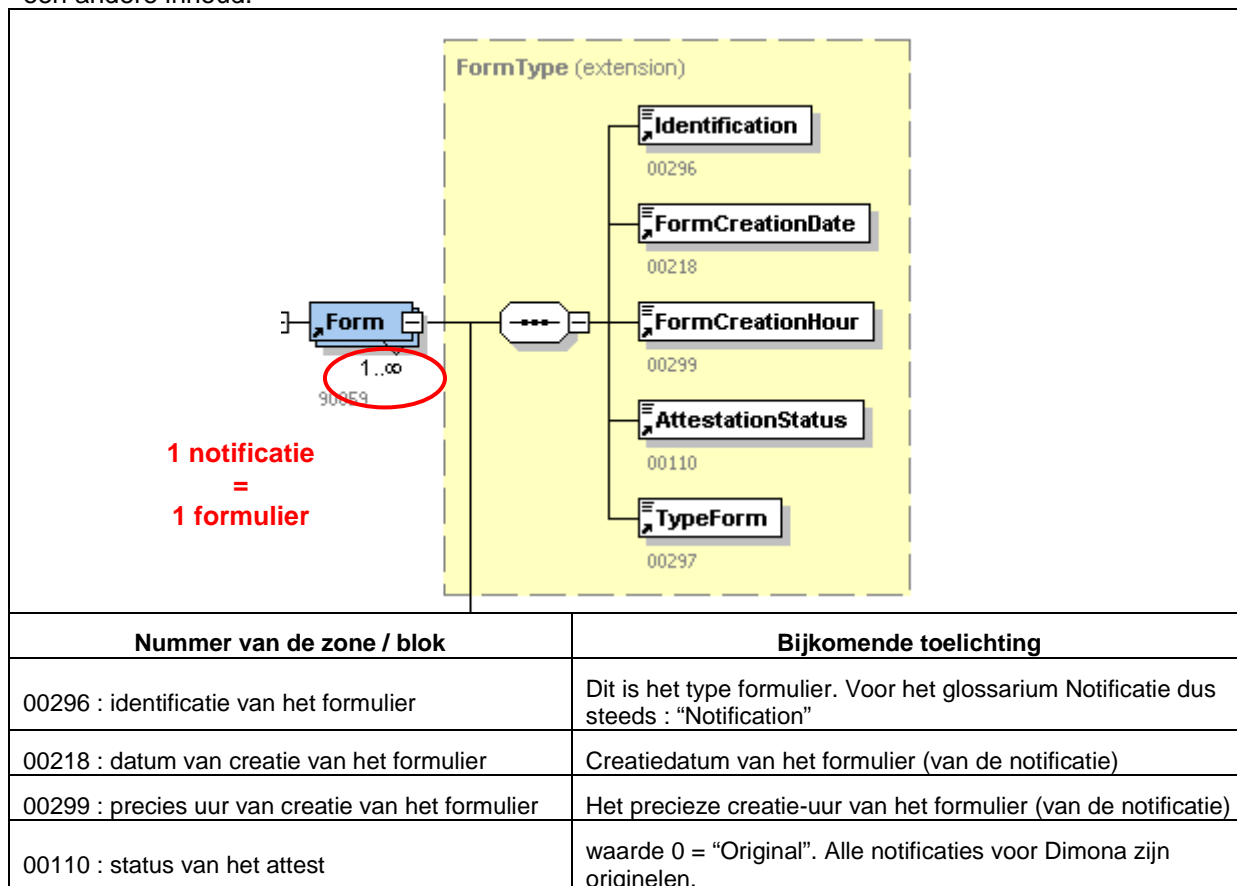 een andere inhoud.
FormType (extension)
Identification
00296
FormCreationDate
00218
Form
FormCreationHour
1..∞
00299
90059
AttestationStatus
1 notificatie
=
1 formulier
00110
TypeForm
00297
Nummer van de zone / blok
Bijkomende toelichting
00296 : identificatie van het formulier
Dit is het type formulier. Voor het glossarium Notificatie dus
steeds : “Notification”
00218 : datum van creatie van het formulier
Creatiedatum van het formulier (van de notificatie)
00299 : precies uur van creatie van het formulier
Het precieze creatie-uur van het formulier (van de notificatie)
00110 : status van het attest
waarde 0 = “Original”. Alle notificaties voor Dimona zijn
originelen.